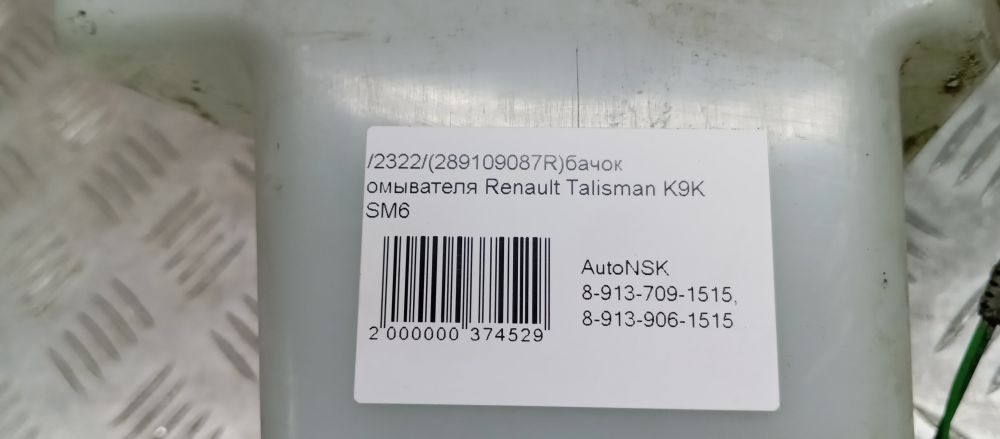 /2322/(289109087R)бачок
омывателя Renault Talisman K9K
SM6
AutoNSK
8-913-709-1515,
8-913-906-1515
2 000000 374529